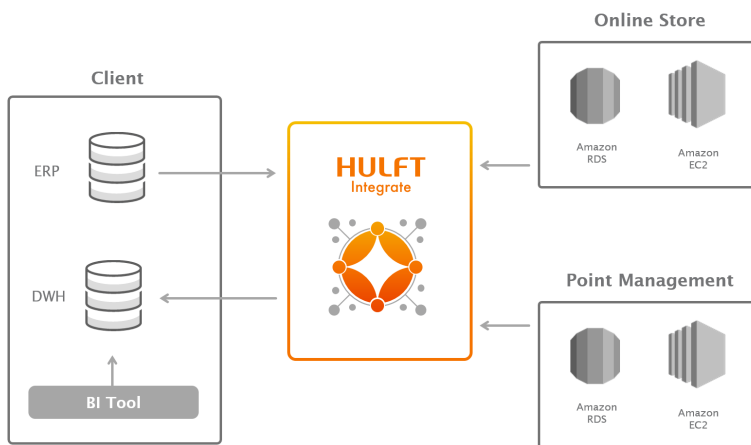 Client
ERP
DWH
BI Tool
HULFT
Integrate
Online Store
Amazon
RDS
Amazon
EC2
Point Management
Amazon
RDS
Amazon
EC2